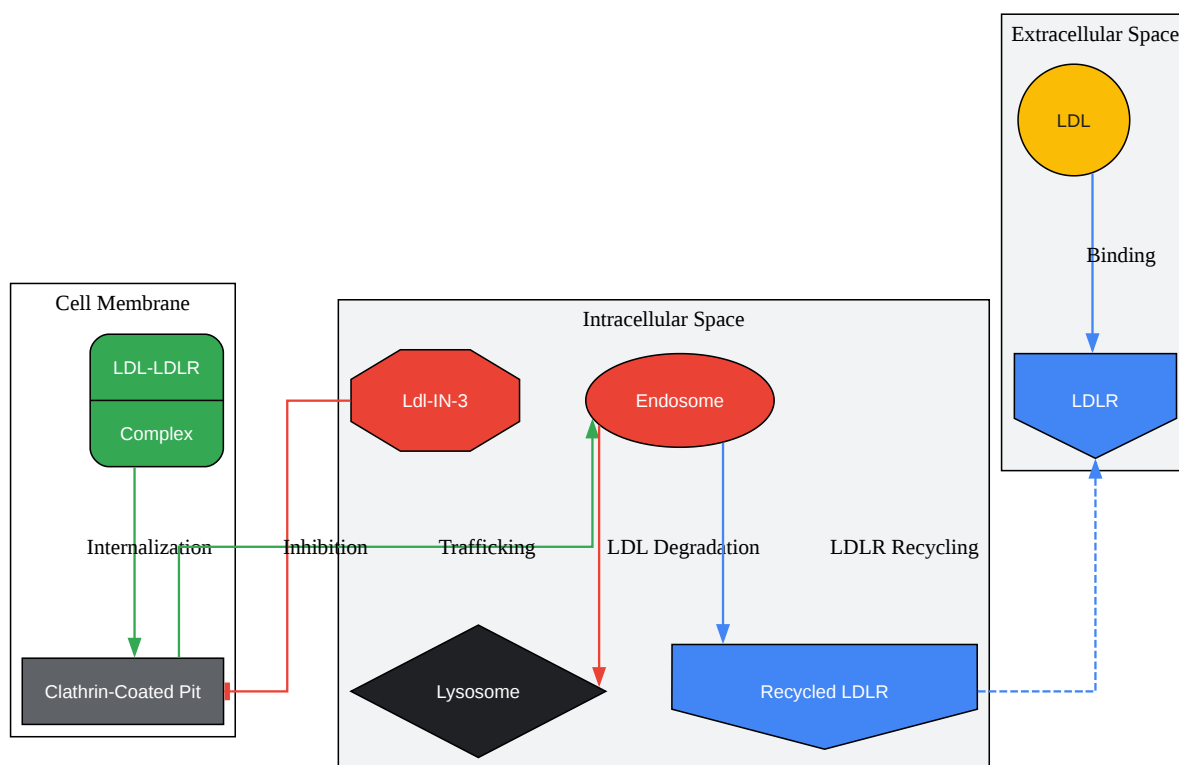 Extracellular Space
LDL
Binding
LDLR
Cell Membrane
LDL-LDLR
Complex
Internalization
Clathrin-Coated Pit
Intracellular Space
Ldl-IN-3
Endosome
Inhibition
Trafficking
LDL Degradation
LDLR Recycling
Lysosome
Recycled LDLR